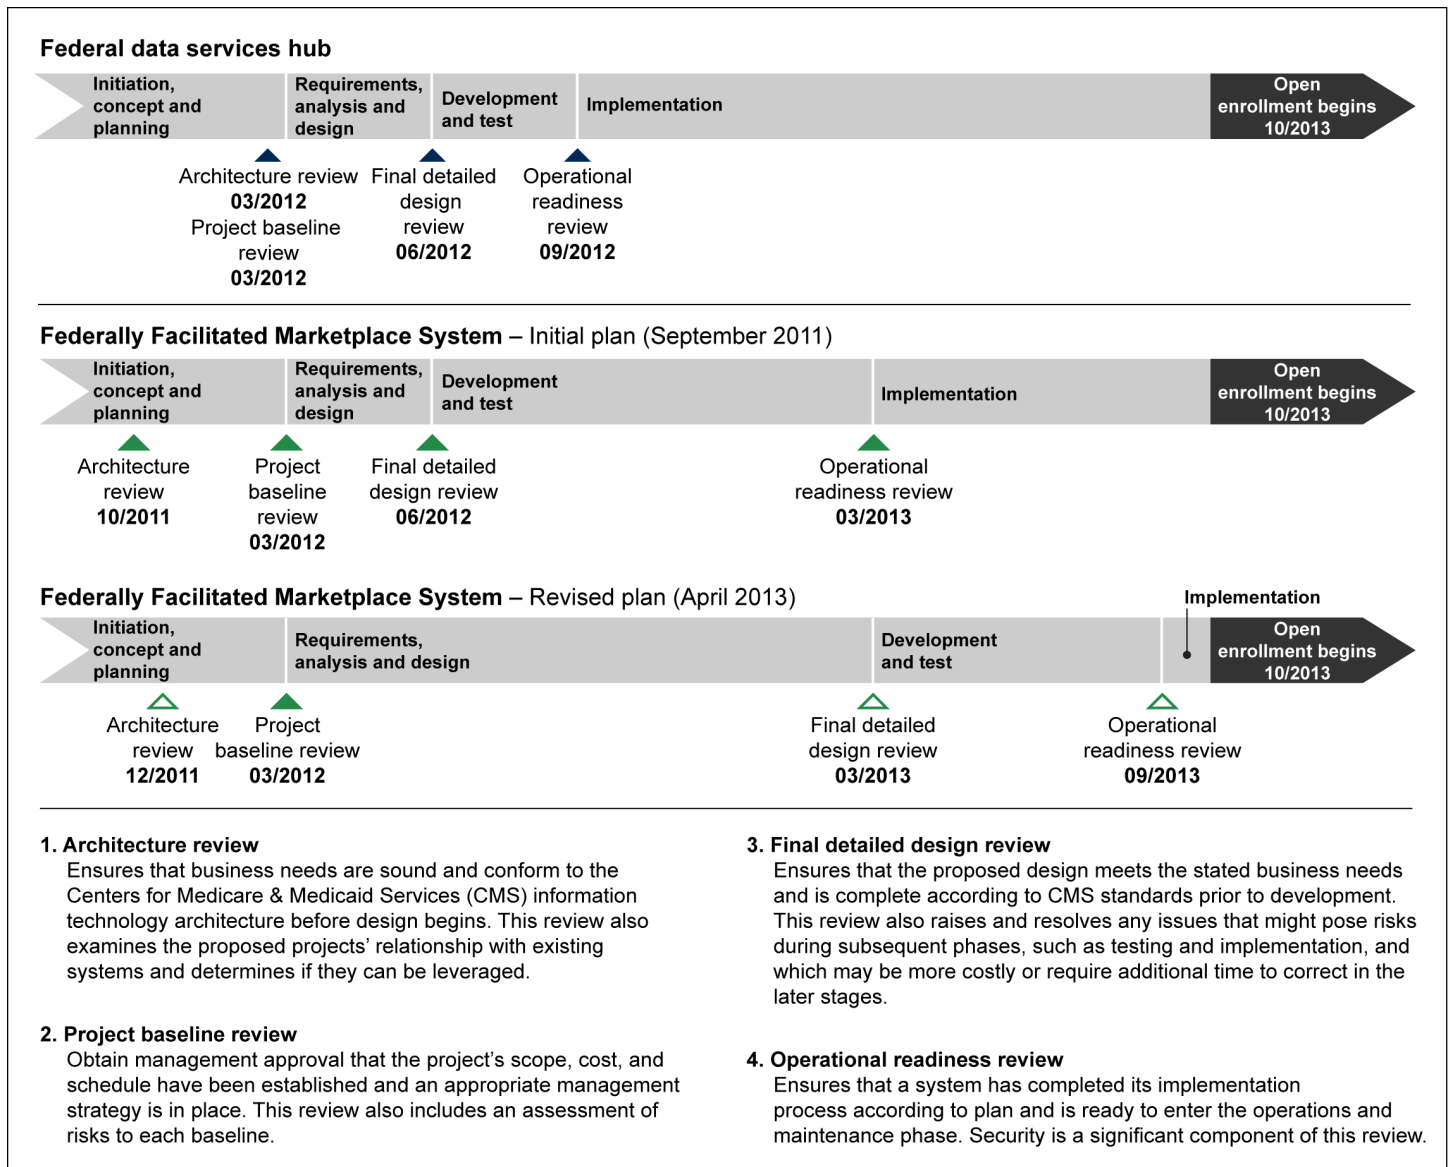 Federal data services hub
Initiation,
concept and
planning
Requirements,
analysis and
design
Development
and test
Implementation
Open
enrollment begins
10/2013
Architecture review
03/2012
Project baseline
review
03/2012
Final detailed
design
review
06/2012
Operational
readiness
review
09/2012
Federally Facilitated Marketplace System – Initial plan (September 2011)
Initiation,
concept and
planning
Requirements,
analysis and
design
Development
and test
Implementation
Open
enrollment begins
10/2013
Architecture
review
10/2011
Project
baseline
review
03/2012
Final detailed
design review
06/2012
Operational
readiness review
03/2013
Federally Facilitated Marketplace System – Revised plan (April 2013)
Implementation
Initiation,
concept and
planning
Requirements,
analysis and design
Development
and test
Open
enrollment begins
10/2013
Architecture
review
12/2011
Project
baseline review
03/2012
Final detailed
design review
03/2013
Operational
readiness review
09/2013
1. Architecture review
Ensures that business needs are sound and conform to the
Centers for Medicare & Medicaid Services (CMS) information
technology architecture before design begins. This review also
examines the proposed projects’ relationship with existing
systems and determines if they can be leveraged.
2. Project baseline review
Obtain management approval that the project’s scope, cost, and
schedule have been established and an appropriate management
strategy is in place. This review also includes an assessment of
risks to each baseline.
3. Final detailed design review
Ensures that the proposed design meets the stated business needs
and is complete according to CMS standards prior to development.
This review also raises and resolves any issues that might pose risks
during subsequent phases, such as testing and implementation, and
which may be more costly or require additional time to correct in the
later stages.
4. Operational readiness review
Ensures that a system has completed its implementation
process according to plan and is ready to enter the operations and
maintenance phase. Security is a significant component of this review.